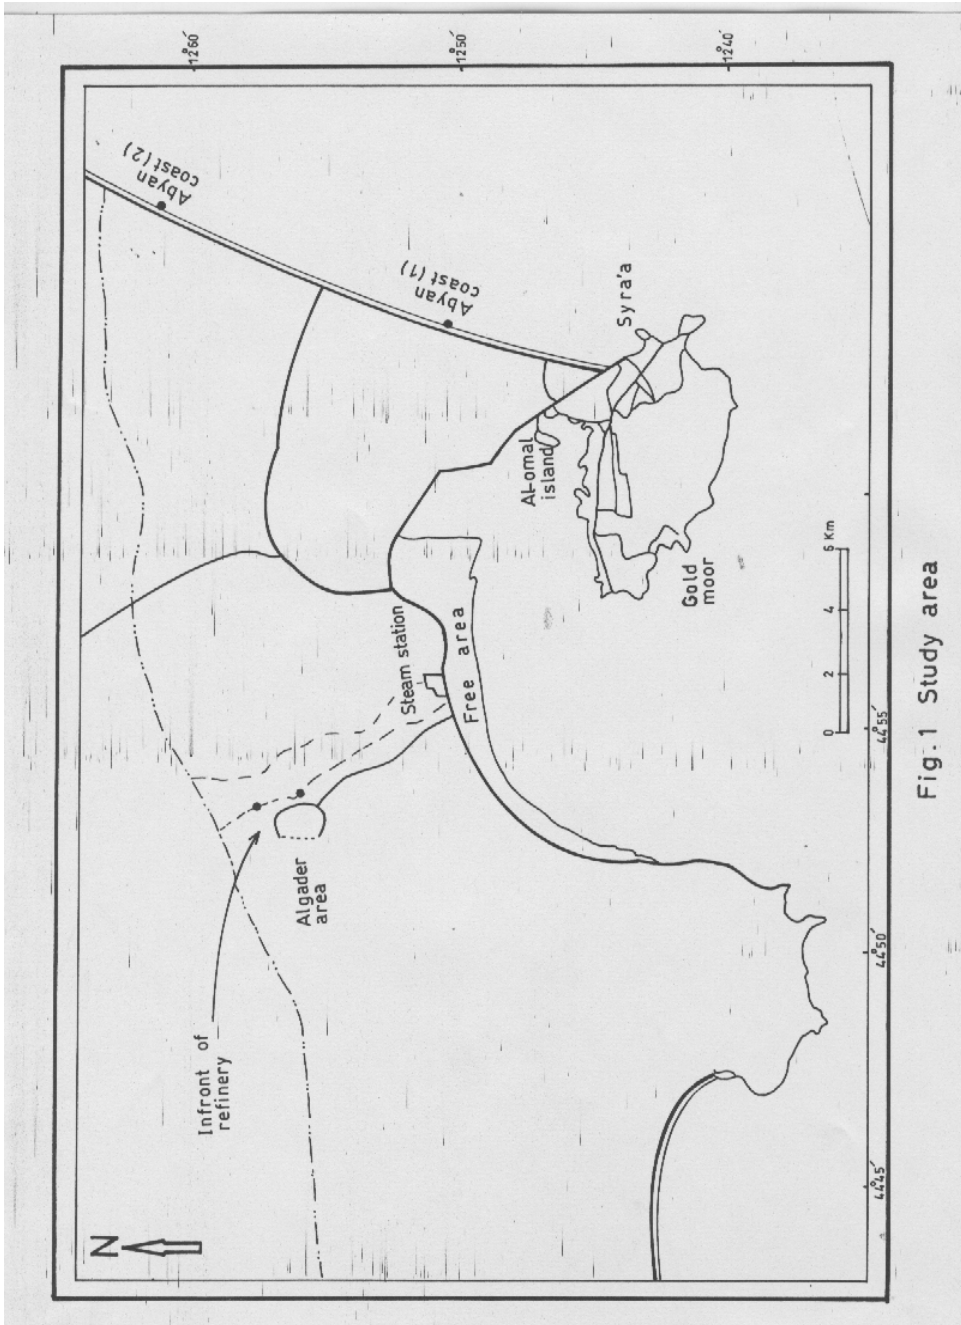 N
12°60′
12°50′
12°40′
Abyan
coast(2)
Abyan
coast(1)
Infront of
refinery
Algader
area
Steam station
Free area
Al-omal
island
Syra'a
Gold
moor
0 2 4 6 Km
44°45′
44°50′
44°55′
Fig.1 Study area